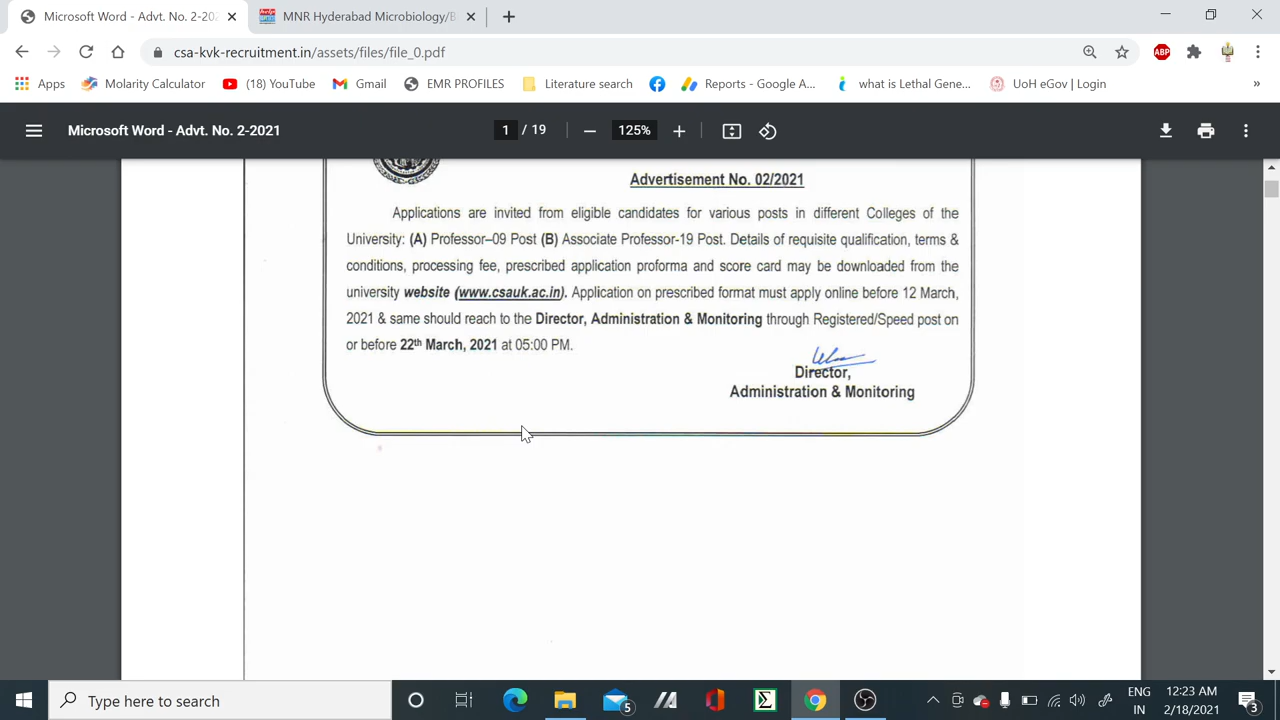 Microsoft Word - Advt. No. 2-202
MNR Hyderabad Microbiology/B
csa-kvk-recruitment.in/assets/files/file_0.pdf
ABP
Apps
Molarity Calculator
(18) YouTube
Gmail
EMR PROFILES
Literature search
Reports - Google A...
what is Lethal Gene...
UoH eGov | Login
»
Microsoft Word - Advt. No. 2-2021
1 / 19
125%
Advertisement No. 02/2021
Applications are invited from eligible candidates for various posts in different Colleges of the
University: (A) Professor–09 Post (B) Associate Professor-19 Post. Details of requisite qualification, terms &
conditions, processing fee, prescribed application proforma and score card may be downloaded from the
university website (www.csauk.ac.in). Application on prescribed format must apply online before 12 March,
2021 & same should reach to the Director, Administration & Monitoring through Registered/Speed post on
or before 22th March, 2021 at 05:00 PM.
Director,
Administration & Monitoring
Type here to search
5
ENG
IN
12:23 AM
2/18/2021
3